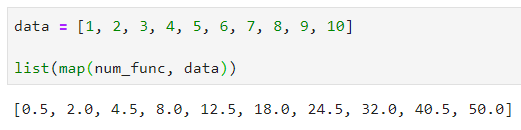 data = [1, 2, 3, 4, 5, 6, 7, 8, 9, 10]
list(map(num_func, data))
[0.5, 2.0, 4.5, 8.0, 12.5, 18.0, 24.5, 32.0, 40.5, 50.0]